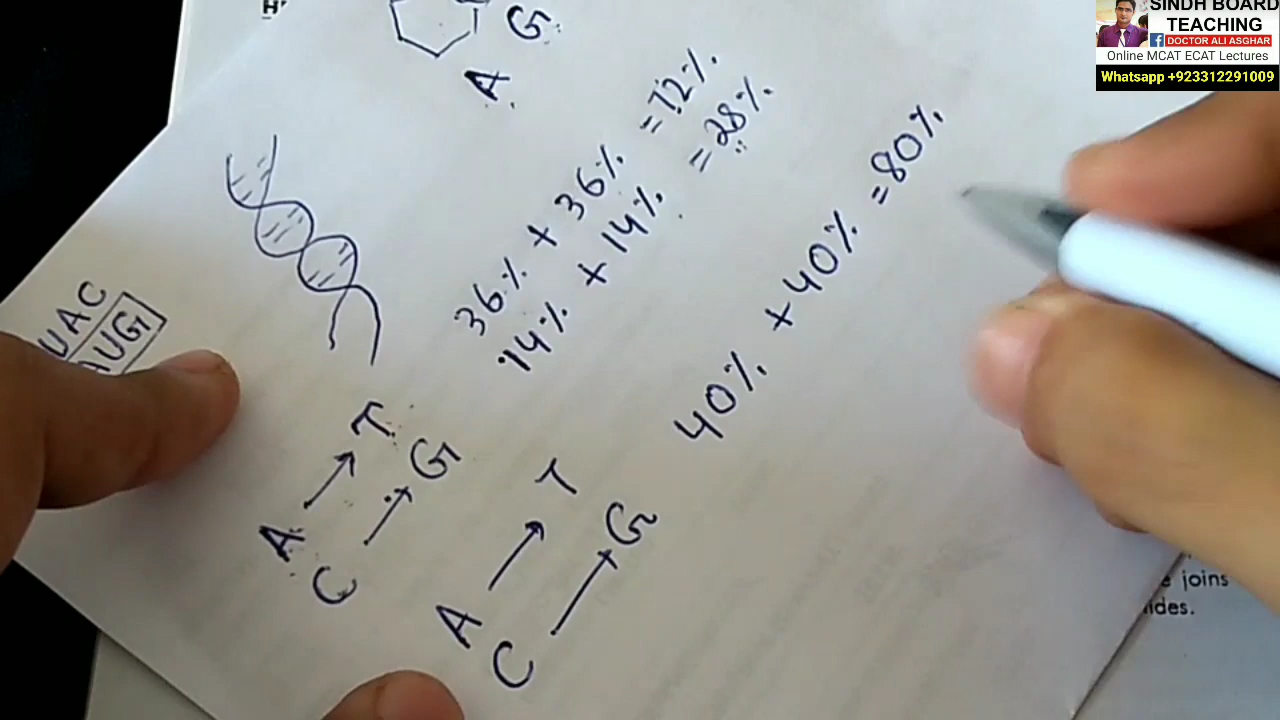 SINDH BOARD
TEACHING
f DOCTOR ALI ASGHAR
Online MCAT ECAT Lectures
Whatsapp +923312291009
H
A G
UAC
AUG
A → T 36% + 36% = 72%
C → G 14% + 14% = 28%
A → T 40% + 40% = 80%
C → G
joins
ides.